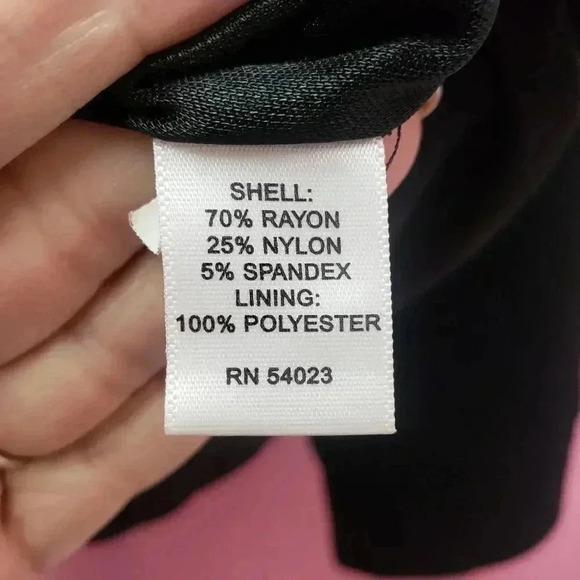 SHELL:
70% RAYON
25% NYLON
5% SPANDEX
LINING:
100% POLYESTER
RN 54023